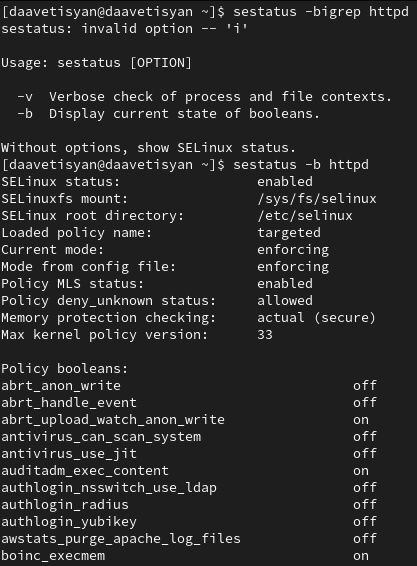 [daavetisyan@daavetisyan ~]$ sestatus -bigrep httpd
sestatus: invalid option -- 'i'
Usage: sestatus [OPTION]
-v  Verbose check of process and file contexts.
-b  Display current state of booleans.
Without options, show SELinux status.
[daavetisyan@daavetisyan ~]$ sestatus -b httpd
SELinux status:                 enabled
SELinuxfs mount:                /sys/fs/selinux
SELinux root directory:         /etc/selinux
Loaded policy name:             targeted
Current mode:                   enforcing
Mode from config file:          enforcing
Policy MLS status:              enabled
Policy deny_unknown status:     allowed
Memory protection checking:     actual (secure)
Max kernel policy version:      33
Policy booleans:
abrt_anon_write                             off
abrt_handle_event                           off
abrt_upload_watch_anon_write                on
antivirus_can_scan_system                   off
antivirus_use_jit                           off
auditadm_exec_content                       on
authlogin_nsswitch_use_ldap                 off
authlogin_radius                            off
authlogin_yubikey                           off
awstats_purge_apache_log_files              off
boinc_execmem                               on